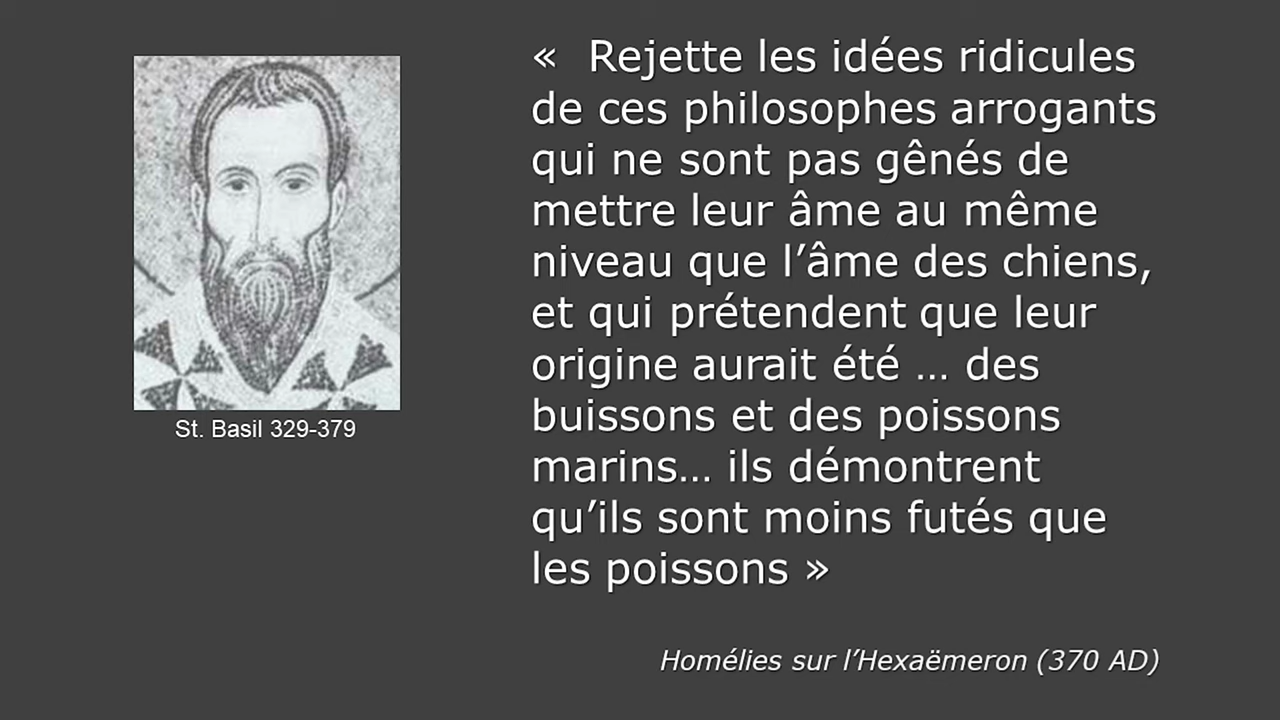 «  Rejette les idées ridicules
de ces philosophes arrogants
qui ne sont pas gênés de
mettre leur âme au même
niveau que l’âme des chiens,
et qui prétendent que leur
origine aurait été … des
buissons et des poissons
marins… ils démontrent
qu’ils sont moins futés que
les poissons »
St. Basil 329-379
Homélies sur l’Hexaëmeron (370 AD)